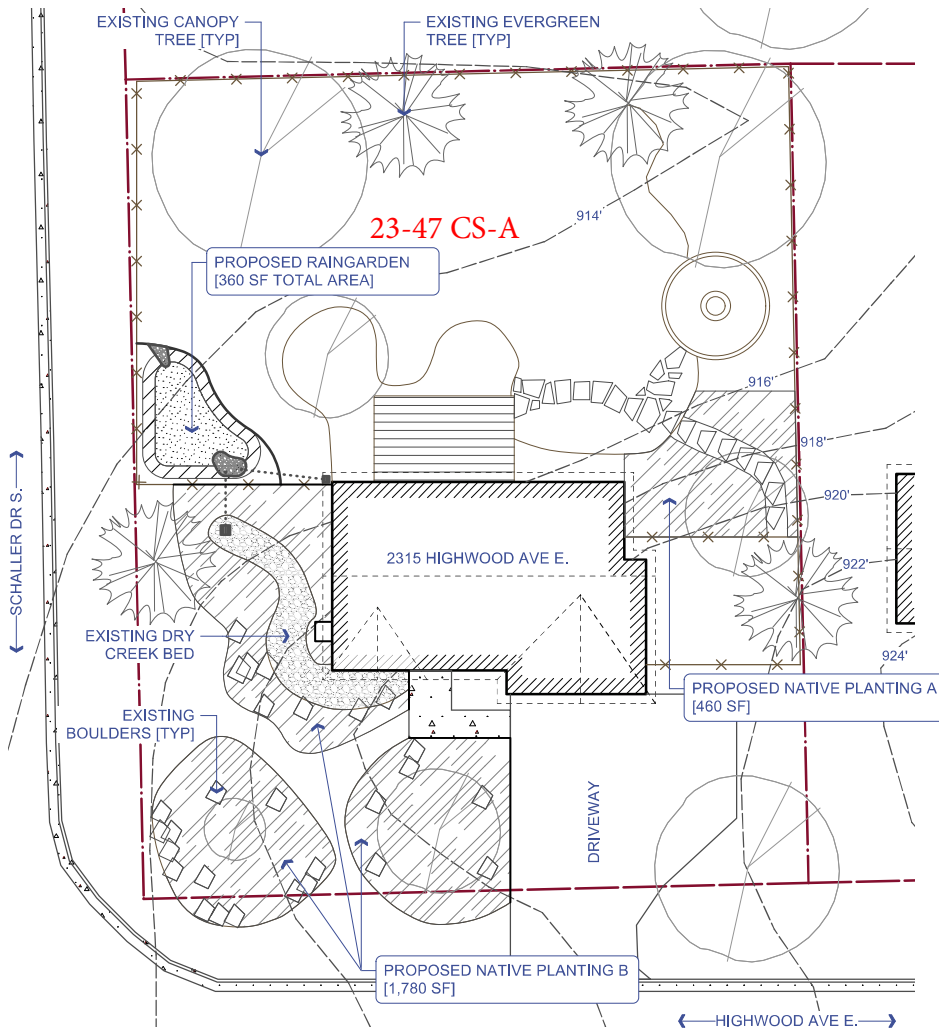 EXISTING CANOPY
TREE [TYP]
EXISTING EVERGREEN
TREE [TYP]
23-47 CS-A
914'
PROPOSED RAINGARDEN
[360 SF TOTAL AREA]
916'
918'
920'
922'
924'
2315 HIGHWOOD AVE E.
SCHALLER DR S.
EXISTING DRY
CREEK BED
PROPOSED NATIVE PLANTING A
[460 SF]
EXISTING
BOULDERS [TYP]
DRIVEWAY
PROPOSED NATIVE PLANTING B
[1,780 SF]
HIGHWOOD AVE E.